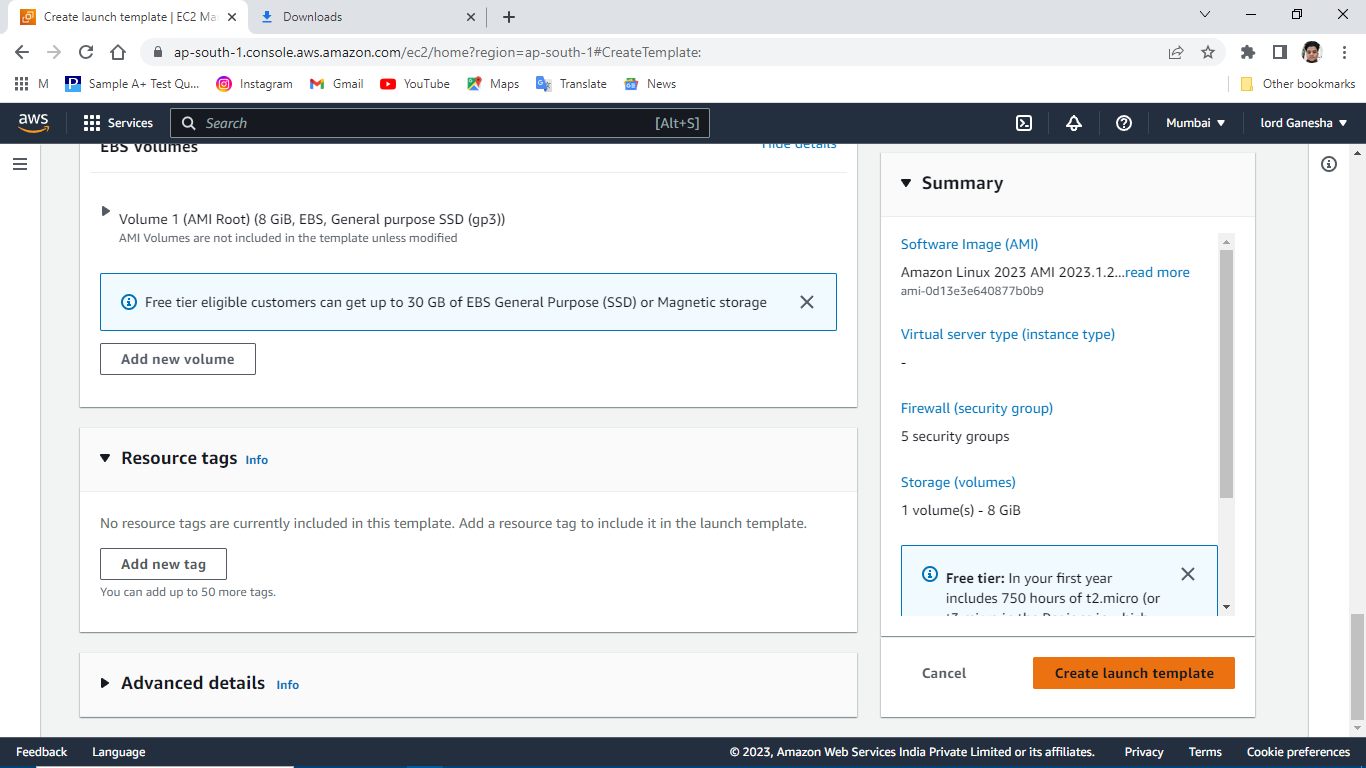 Create launch template | EC2 Ma
Downloads
ap-south-1.console.aws.amazon.com/ec2/home?region=ap-south-1#CreateTemplate:
M
Sample A+ Test Qu...
Instagram
Gmail
YouTube
Maps
Translate
News
Other bookmarks
aws
Services
Search
[Alt+S]
Mumbai
lord Ganesha
EBS Volumes
Hide details
Volume 1 (AMI Root) (8 GiB, EBS, General purpose SSD (gp3))
AMI Volumes are not included in the template unless modified
Free tier eligible customers can get up to 30 GB of EBS General Purpose (SSD) or Magnetic storage
Add new volume
Resource tags Info
No resource tags are currently included in this template. Add a resource tag to include it in the launch template.
Add new tag
You can add up to 50 more tags.
Advanced details Info
Summary
Software Image (AMI)
Amazon Linux 2023 AMI 2023.1.2...read more
ami-0d13e3e640877b0b9
Virtual server type (instance type)
-
Firewall (security group)
5 security groups
Storage (volumes)
1 volume(s) - 8 GiB
Free tier: In your first year
includes 750 hours of t2.micro (or
t3.micro in the Regions in which
Cancel
Create launch template
Feedback
Language
© 2023, Amazon Web Services India Private Limited or its affiliates.
Privacy
Terms
Cookie preferences